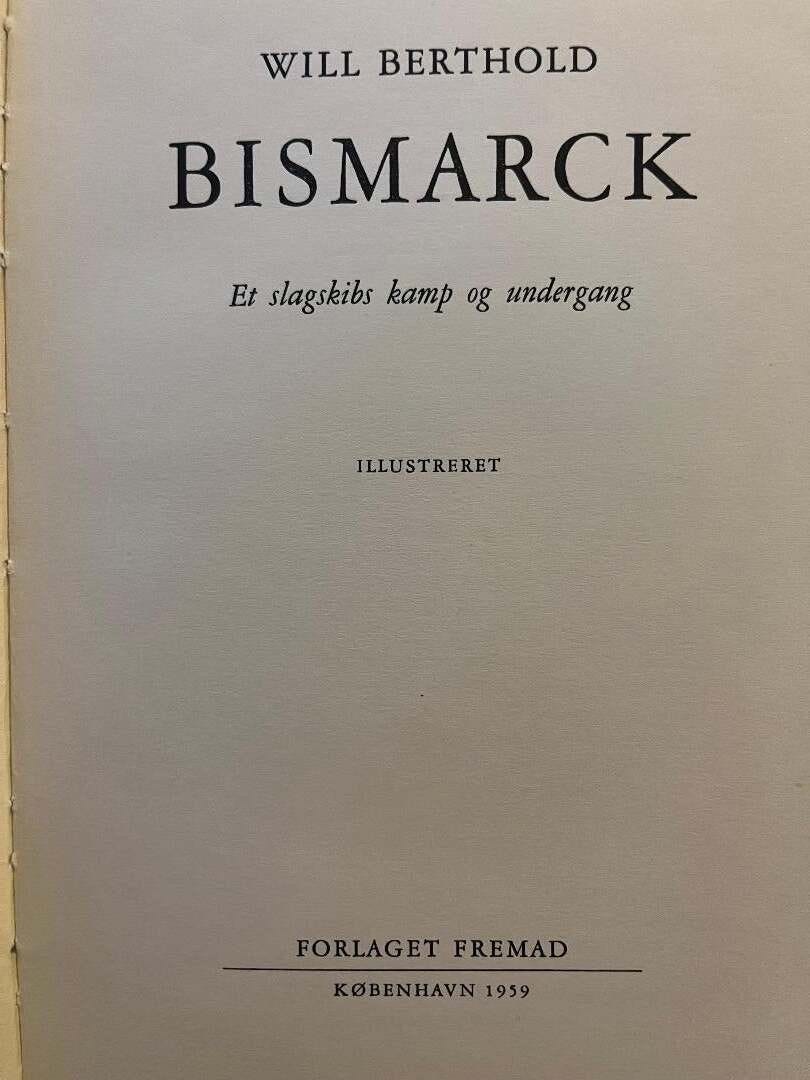 WILL BERTHOLD
BISMARCK
Et slagskibs kamp og undergang
ILLUSTRERET
FORLAGET FREMAD
KØBENHAVN 1959